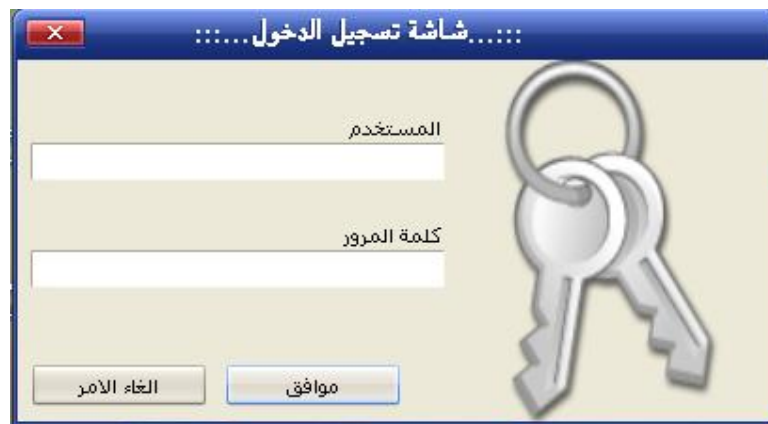 :::...شاشة تسجيل الدخول...:::
المستخدم
كلمة المرور
موافق
الغاء الامر